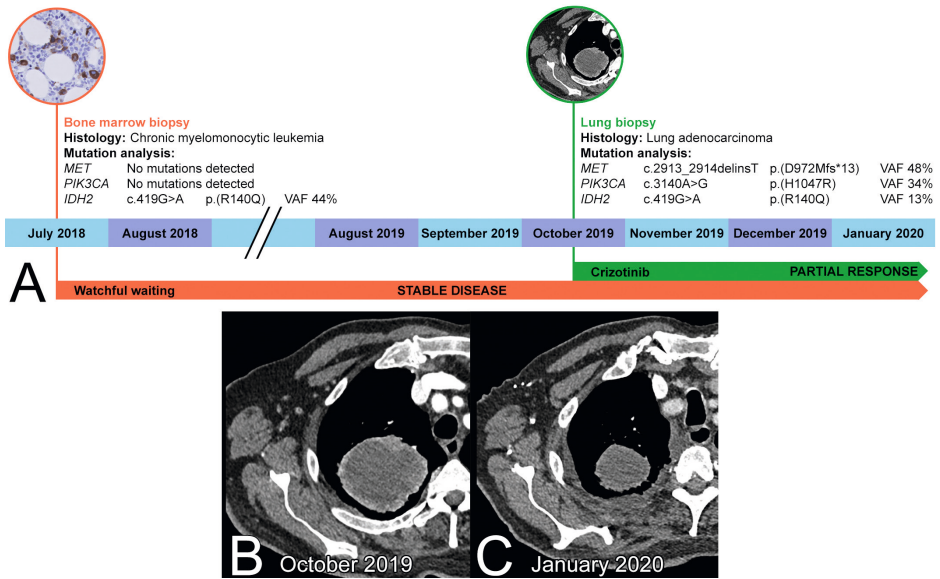 Bone marrow biopsy
Histology: Chronic myelomonocytic leukemia
Mutation analysis:
MET No mutations detected
PIK3CA No mutations detected
IDH2 c.419G>A p.(R140Q) VAF 44%
Lung biopsy
Histology: Lung adenocarcinoma
Mutation analysis:
MET c.2913_2914delinsT p.(D972Mfs*13) VAF 48%
PIK3CA c.3140A>G p.(H1047R) VAF 34%
IDH2 c.419G>A p.(R140Q) VAF 13%
July 2018 August 2018 August 2019 September 2019 October 2019 November 2019 December 2019 January 2020
Crizotinib PARTIAL RESPONSE
Watchful waiting STABLE DISEASE
A
B October 2019
C January 2020